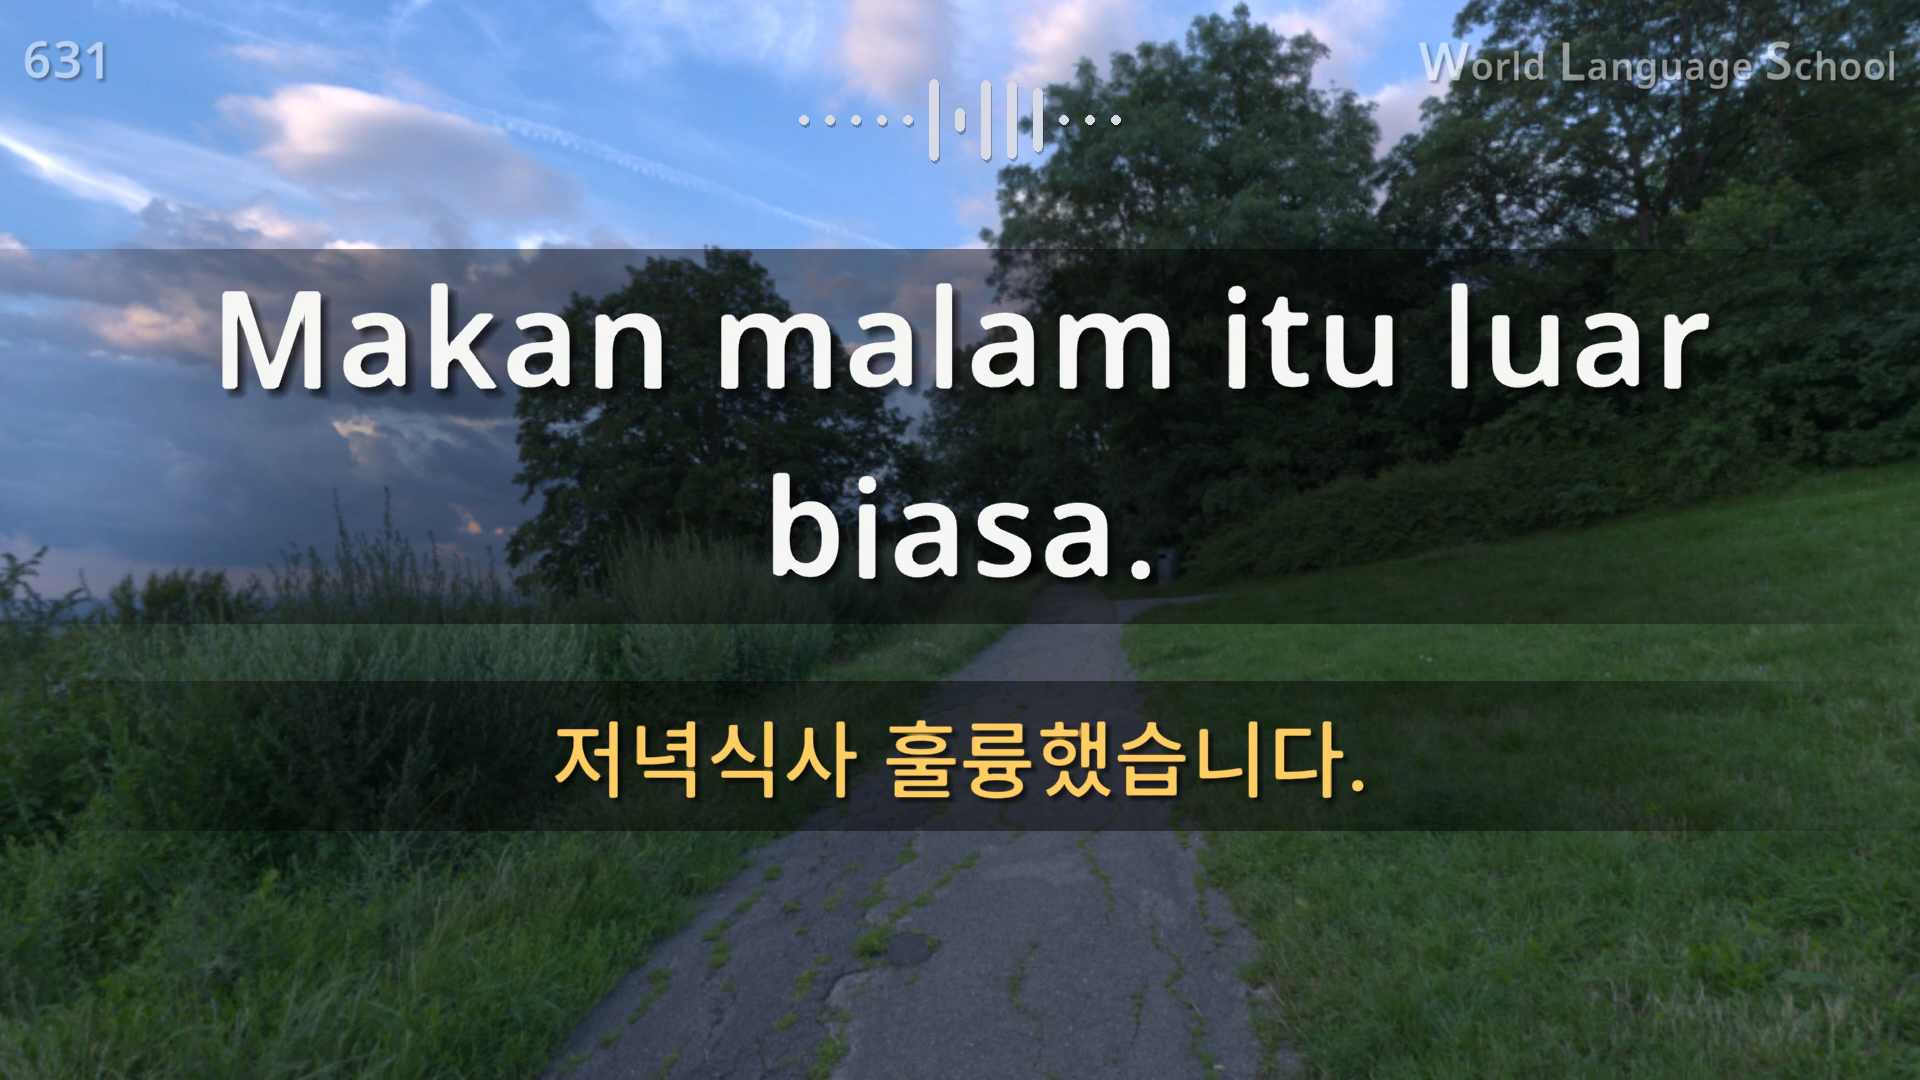 631
World Language School
Makan malam itu luar
biasa.
저녁식사 훌륭했습니다.